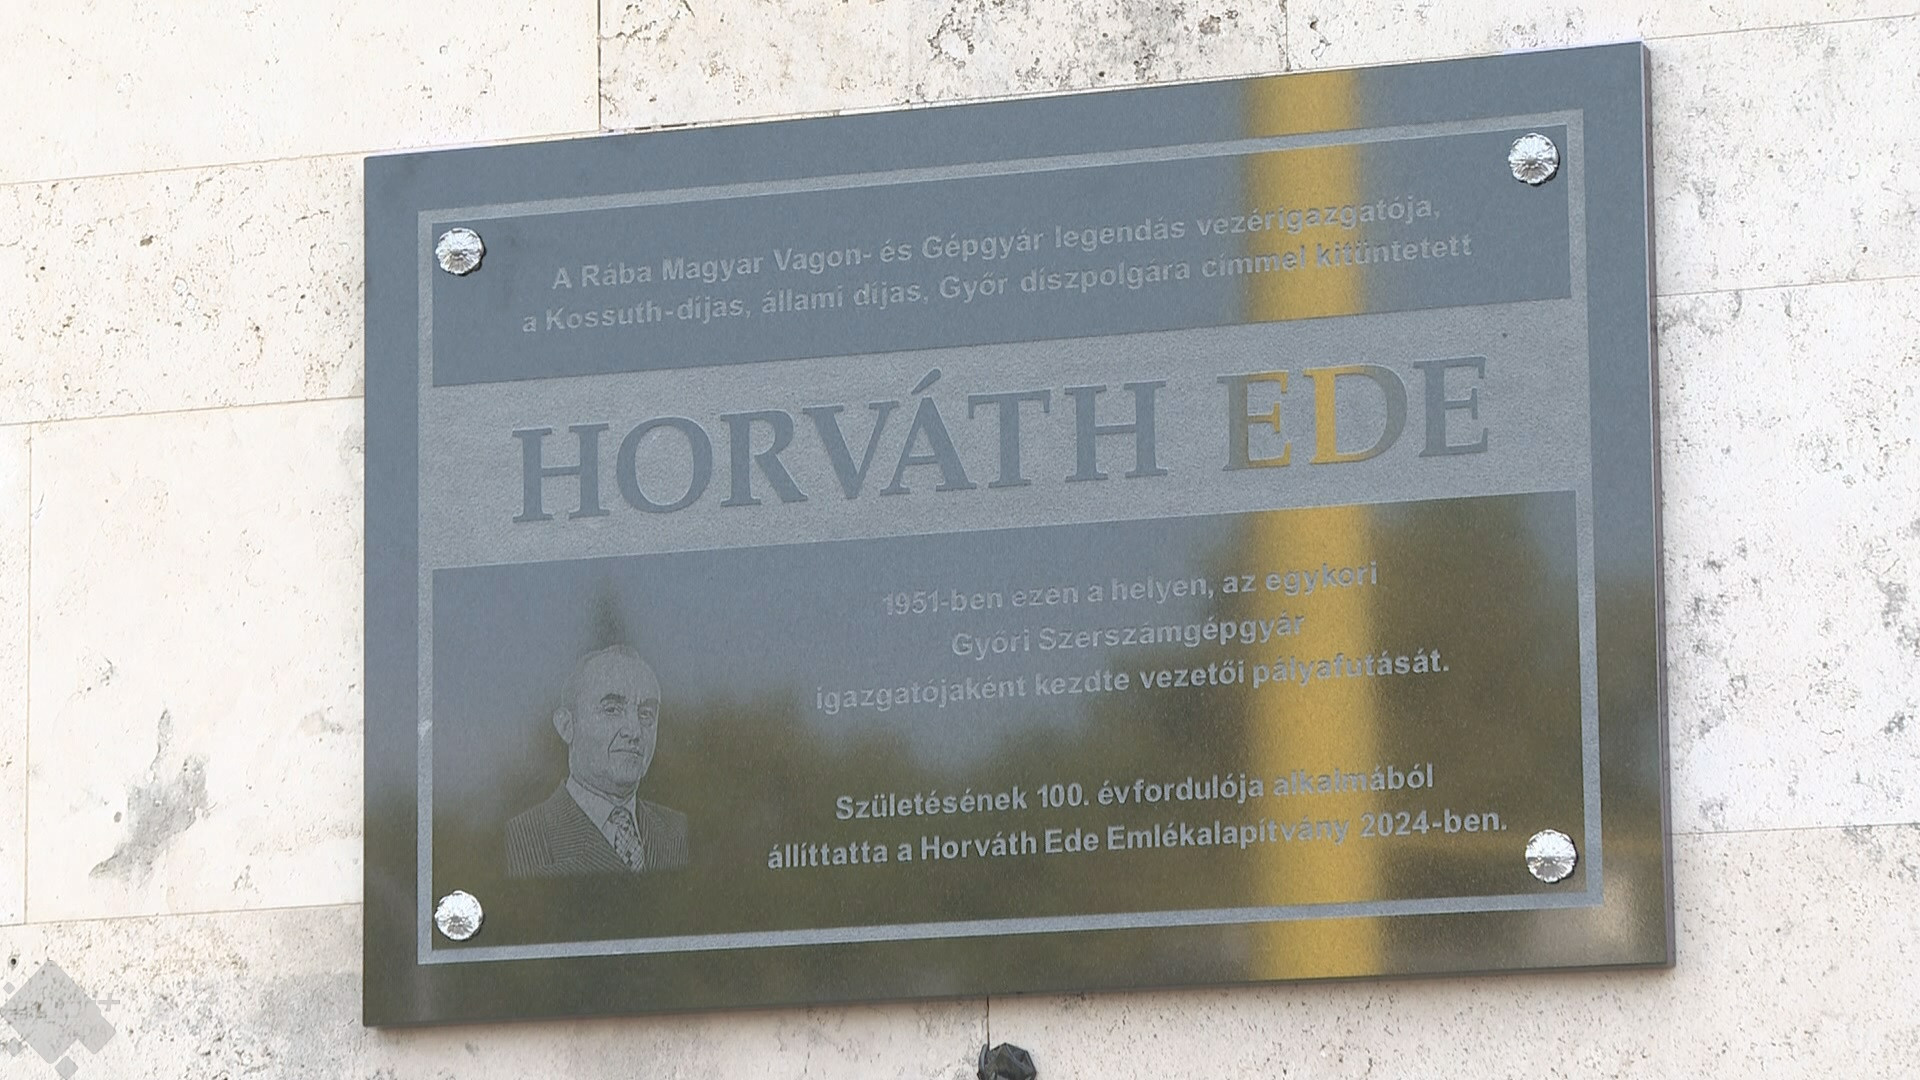 A Rába Magyar Vagon- és Gépgyár legendás vezérigazgatója,
a Kossuth-díjas, állami díjas, Győr díszpolgára címmel kitüntetett
HORVÁTH EDE
1951-ben ezen a helyen, az egykori
Győri Szerszámgépgyár
igazgatójaként kezdte vezetői pályafutását.
Születésének 100. évfordulója alkalmából
állíttatta a Horváth Ede Emlékalapítvány 2024-ben.